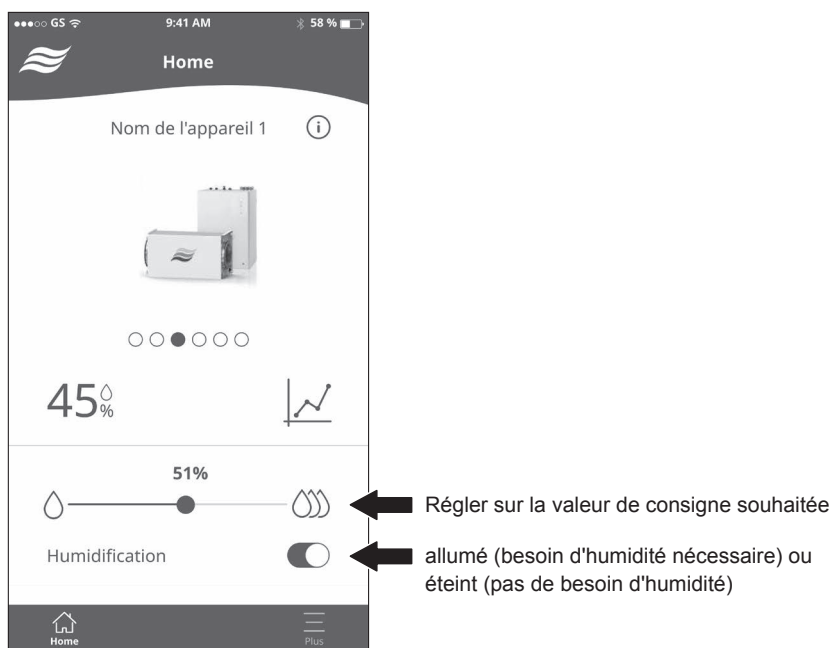 GS 9:41 AM 58 %
Home
Nom de l'appareil 1
i
45%
51%
Régler sur la valeur de consigne souhaitée
Humidification
allumé (besoin d'humidité nécessaire) ou
éteint (pas de besoin d'humidité)
Home
Plus